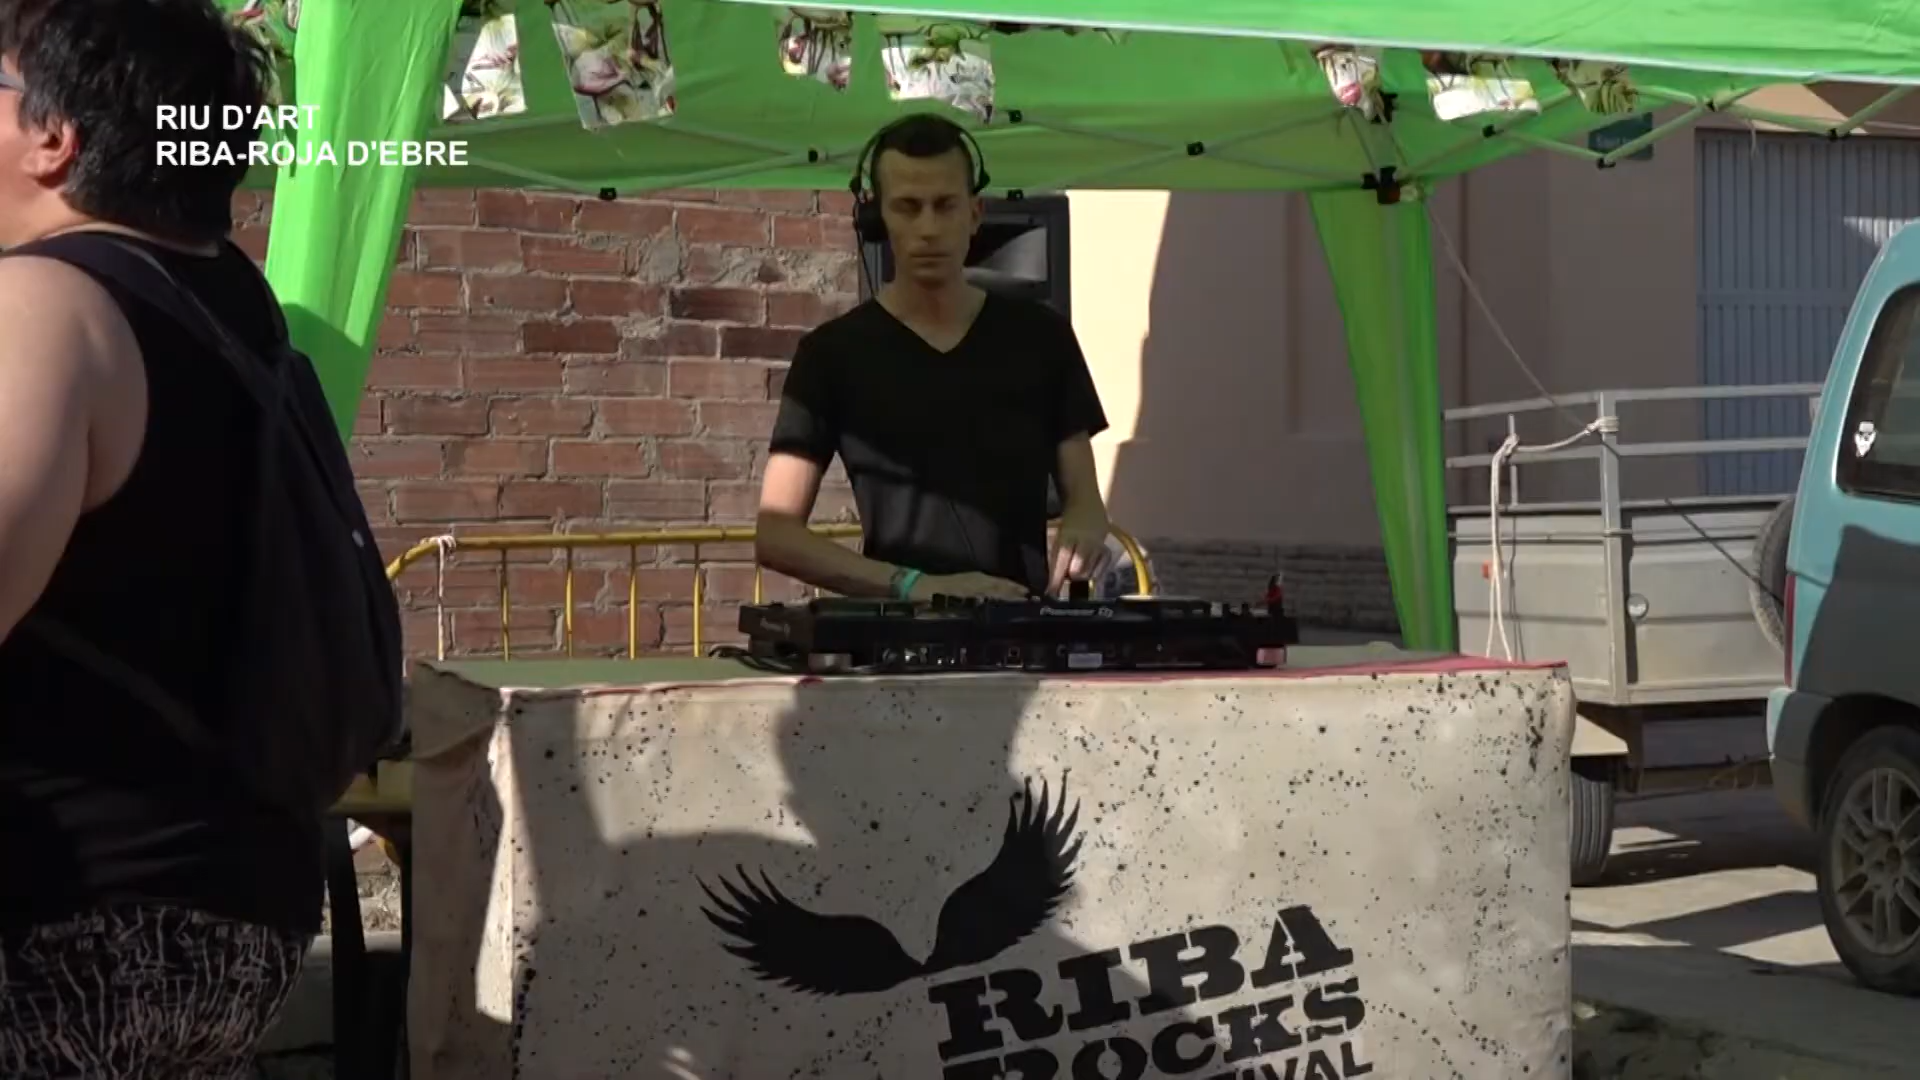 RIU D'ART
RIBA-ROJA D'EBRE
Pioneer DJ
RIBA
ROCKS